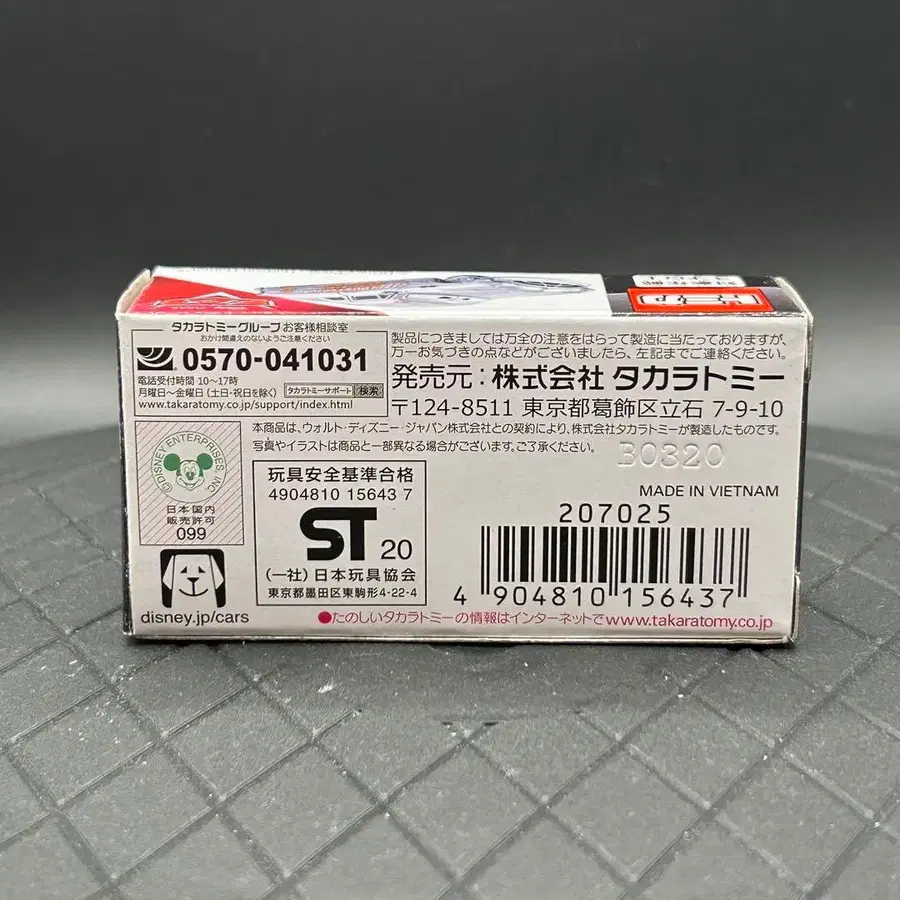 タカラトミーグループ お客様相談室
おかけ間違えのないようご注意ください
0570-041031
電話受付時間 10〜17時
月曜日〜金曜日 (土日・祝日を除く)
タカラトミーサポート 検索
www.takaratomy.co.jp/support/index.html
製品につきましては万全の注意をはらって製造に当たっておりますが、
万一お気づきの点などがございましたら、左記までご連絡ください。
発売元:株式会社 タカラトミー
〒124-8511 東京都葛飾区立石 7-9-10
本商品は、ウォルト・ディズニー・ジャパン株式会社との契約により、株式会社タカラトミーが製造したものです。
写真やイラストは商品と一部異なる場合がございます。ご了承ください。
B0320
©DISNEY ENTERPRISES, INC.
日本国内
販売許可
099
disney.jp/cars
玩具安全基準合格
4904810 15643 7
ST 20
(一社)日本玩具協会
東京都墨田区東駒形4-22-4
MADE IN VIETNAM
207025
4 904810 156437
●たのしいタカラトミーの情報はインターネットでwww.takaratomy.co.jp